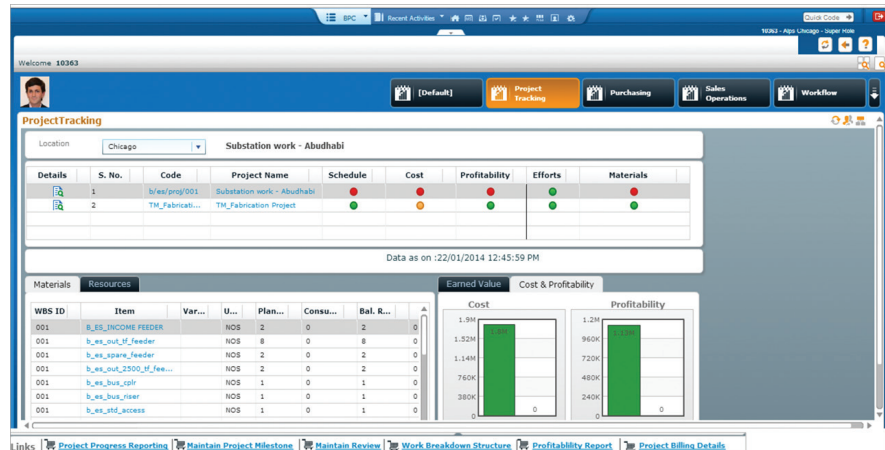 BPC Recent Activities Quick Code
10363 - Alps Chicago - Super Role
Welcome 10363
[Default] Project Tracking Purchasing Sales Operations Workflow
ProjectTracking
Location Chicago Substation work - Abudhabi
Details S. No. Code Project Name Schedule Cost Profitability Efforts Materials
1 b/es/proj/001 Substation work - Abudhabi
2 TM_Fabricati... TM_Fabrication Project
Data as on :22/01/2014 12:45:59 PM
Materials Resources
WBS ID Item Var... U... Plan... Consu... Bal. R...
001 B_ES_INCOME FEEDER NOS 2 0 2 0
001 b_es_out_tf_feeder NOS 8 0 8 0
001 b_es_spare_feeder NOS 2 0 2 0
001 b_es_out_2500_tf_fee... NOS 2 0 2 0
001 b_es_bus_cplr NOS 1 0 1 0
001 b_es_bus_riser NOS 1 0 1 0
001 b_es_std_access NOS 1 0 1 0
Earned Value Cost & Profitability
Cost
1.9M
1.52M
1.14M
760K
380K
0
0
Profitability
1.2M
960K
720K
480K
240K
0
0
Links Project Progress Reporting Maintain Project Milestone Maintain Review Work Breakdown Structure Profitablility Report Project Billing Details